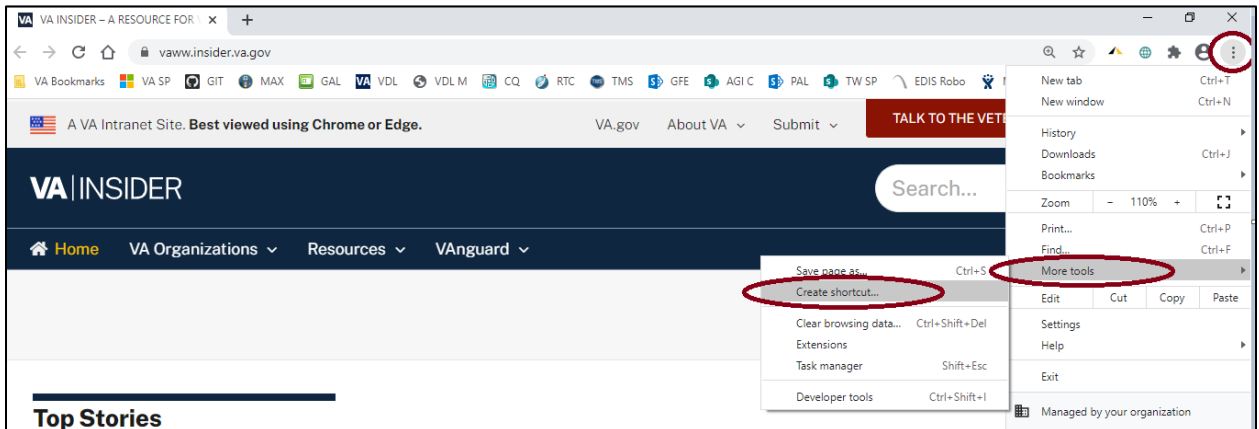 VA VA INSIDER – A RESOURCE FOR
vaww.insider.va.gov
VA Bookmarks VA SP GIT MAX GAL VA VDL VDL M CQ RTC TMS GFE AGI C PAL TW SP EDIS Robo
A VA Intranet Site. Best viewed using Chrome or Edge. VA.gov About VA Submit TALK TO THE VETE
VA INSIDER
Search...
Home VA Organizations Resources VAnguard
Top Stories
New tab Ctrl+T
New window Ctrl+N
History
Downloads Ctrl+J
Bookmarks
Zoom - 110% +
Print... Ctrl+P
Find... Ctrl+F
More tools
Edit Cut Copy Paste
Settings
Help
Exit
Managed by your organization
Save page as... Ctrl+S
Create shortcut...
Clear browsing data... Ctrl+Shift+Del
Extensions
Task manager Shift+Esc
Developer tools Ctrl+Shift+I